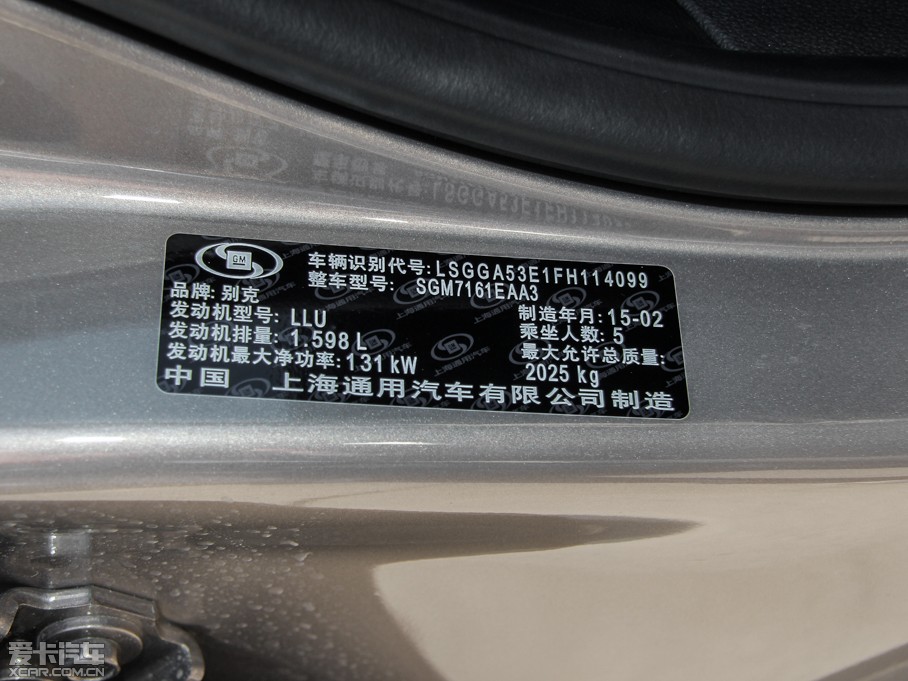 GM
车辆识别代号:LSGGA53E1FH114099
整车型号: SGM7161EAA3
品牌: 别克
制造年月: 15-02
发动机型号: LLU
乘坐人数: 5
发动机排量: 1.598 L
最大允许总质量:
发动机最大净功率: 131 kW
2025 kg
中国 上海通用汽车有限公司制造
爱卡汽车
XCAR.COM.CN